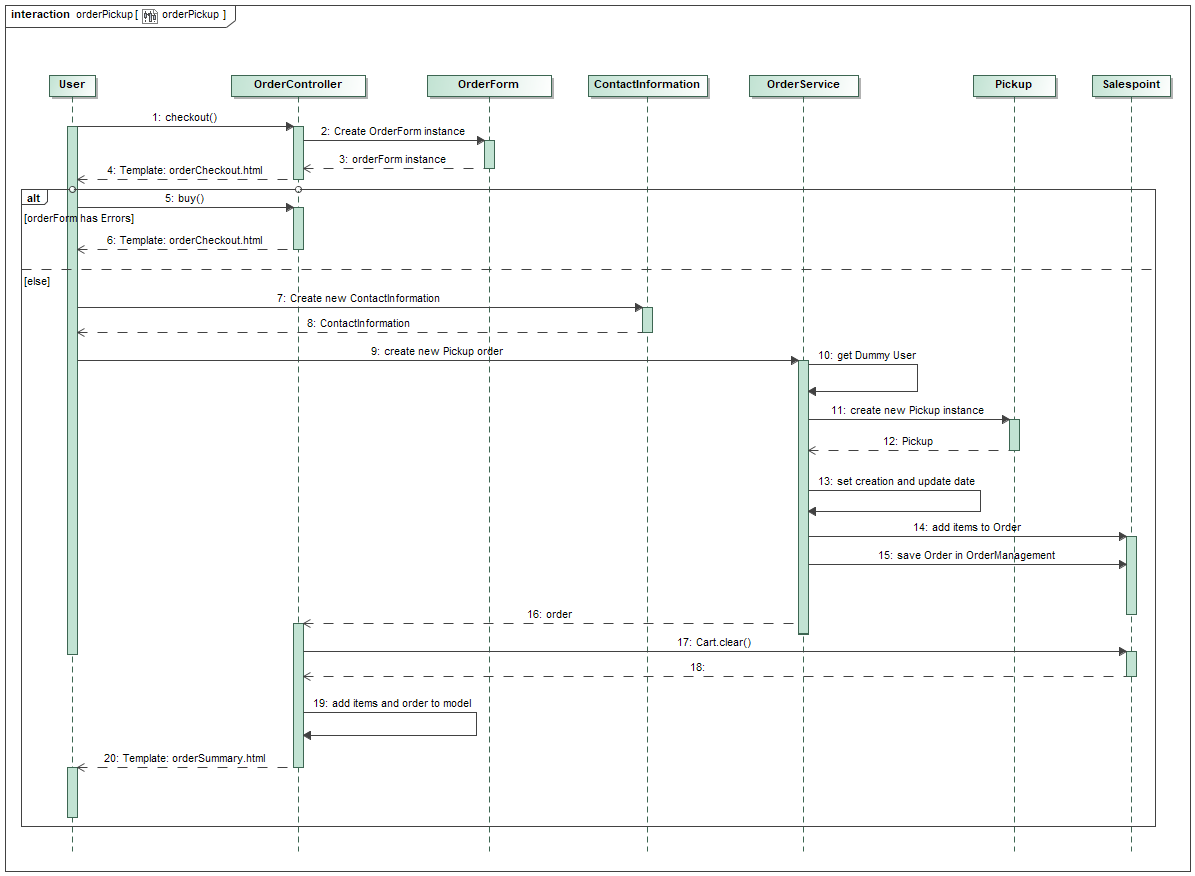 interaction orderPickup [ orderPickup ]
User
OrderController
OrderForm
ContactInformation
OrderService
Pickup
Salespoint
1: checkout()
2: Create OrderForm instance
3: orderForm instance
4: Template: orderCheckout.html
alt
5: buy()
[orderForm has Errors]
6: Template: orderCheckout.html
[else]
7: Create new ContactInformation
8: ContactInformation
9: create new Pickup order
10: get Dummy User
11: create new Pickup instance
12: Pickup
13: set creation and update date
14: add items to Order
15: save Order in OrderManagement
16: order
17: Cart.clear()
18:
19: add items and order to model
20: Template: orderSummary.html